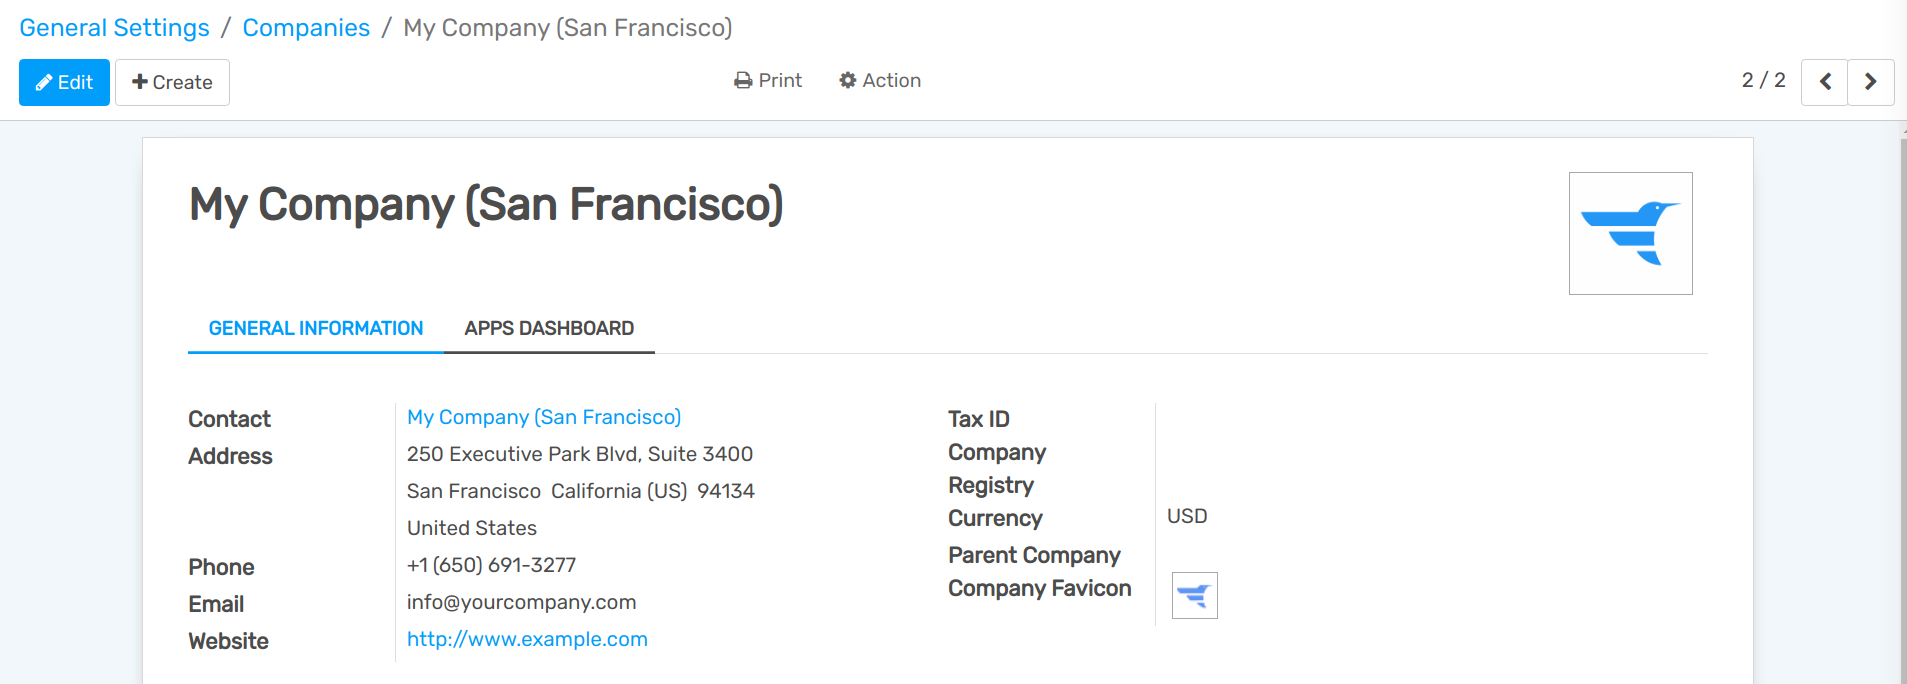 General Settings / Companies / My Company (San Francisco)
Edit Create Print Action 2 / 2
My Company (San Francisco)
GENERAL INFORMATION APPS DASHBOARD
Contact My Company (San Francisco)
Address 250 Executive Park Blvd, Suite 3400
San Francisco California (US) 94134
United States
Phone +1 (650) 691-3277
Email info@yourcompany.com
Website http://www.example.com
Tax ID
Company
Registry
Currency USD
Parent Company
Company Favicon